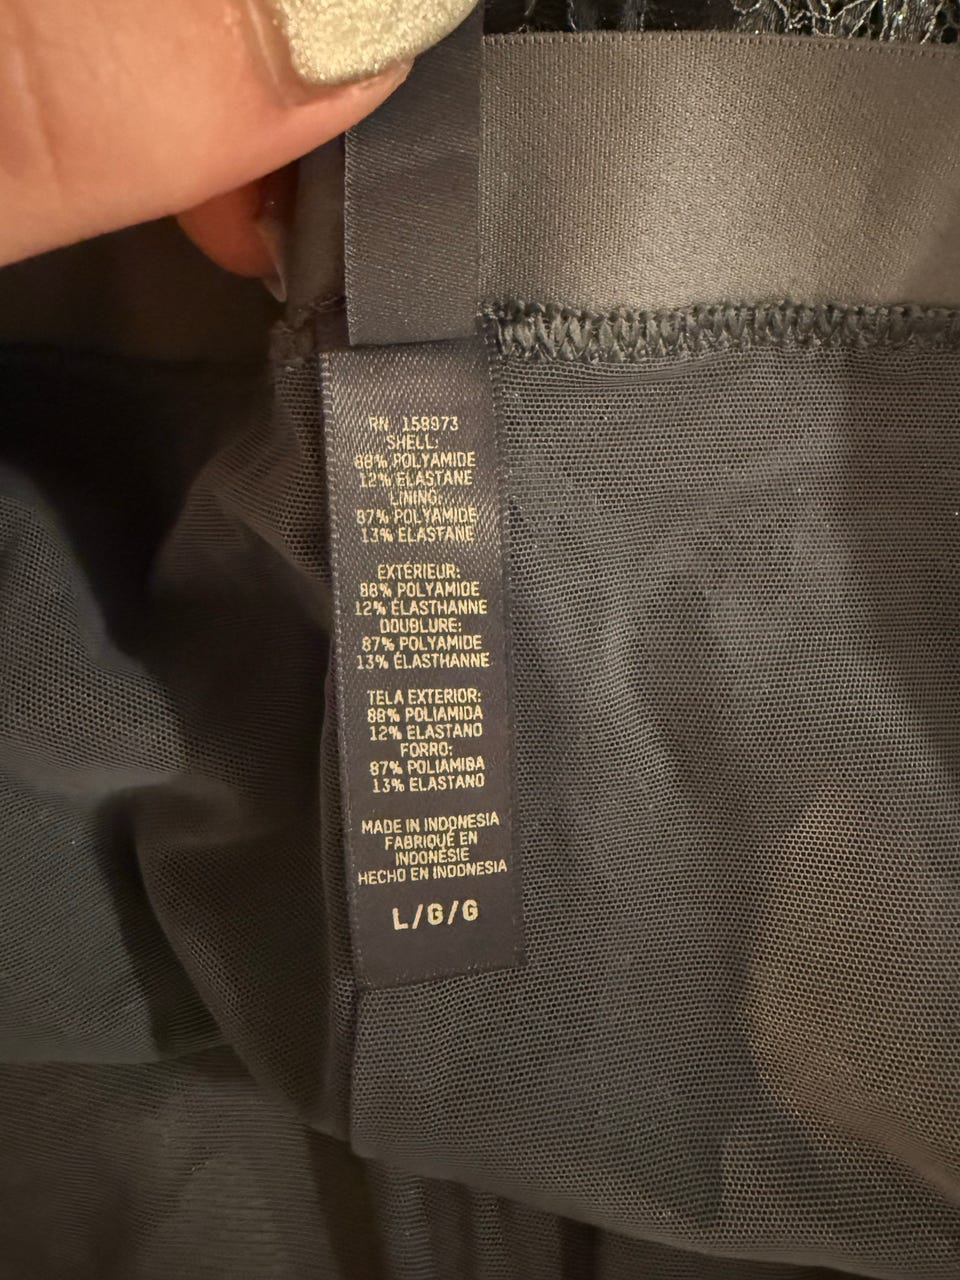 RN 158973
SHELL:
88% POLYAMIDE
12% ELASTANE
LINING:
87% POLYAMIDE
13% ELASTANE
EXTÉRIEUR:
88% POLYAMIDE
12% ÉLASTHANNE
DOUBLURE:
87% POLYAMIDE
13% ÉLASTHANNE
TELA EXTERIOR:
88% POLIAMIDA
12% ELASTANO
FORRO:
87% POLIAMIDA
13% ELASTANO
MADE IN INDONESIA
FABRIQUÉ EN
INDONÉSIE
HECHO EN INDONESIA
L/G/G